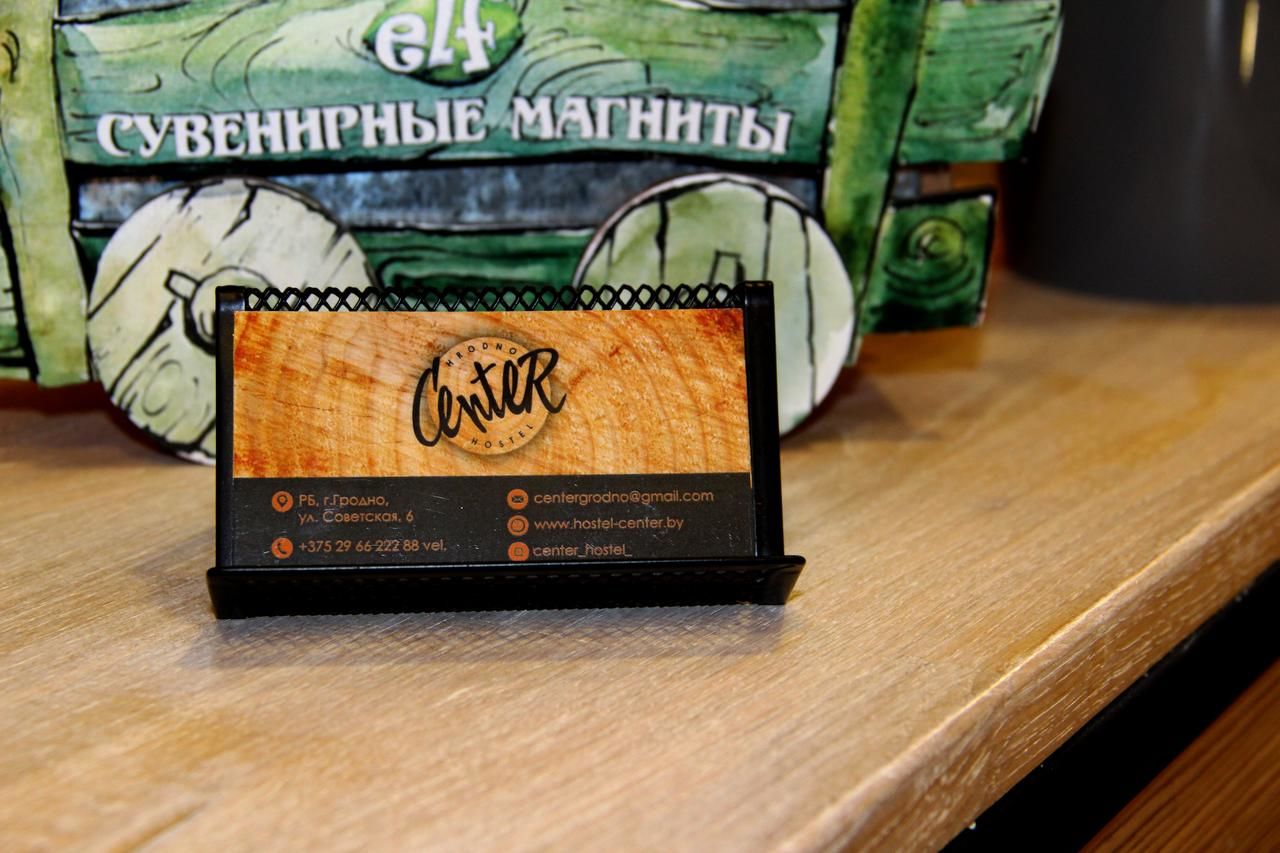 elf
СУВЕНИРНЫЕ МАГНИТЫ
HRODNO
CenteR
HOSTEL
РБ, г.Гродно,
ул. Советская, 6
+375 29 66 222 88 vel.
centergrodno@gmail.com
www.hostel-center.by
center_hostel_